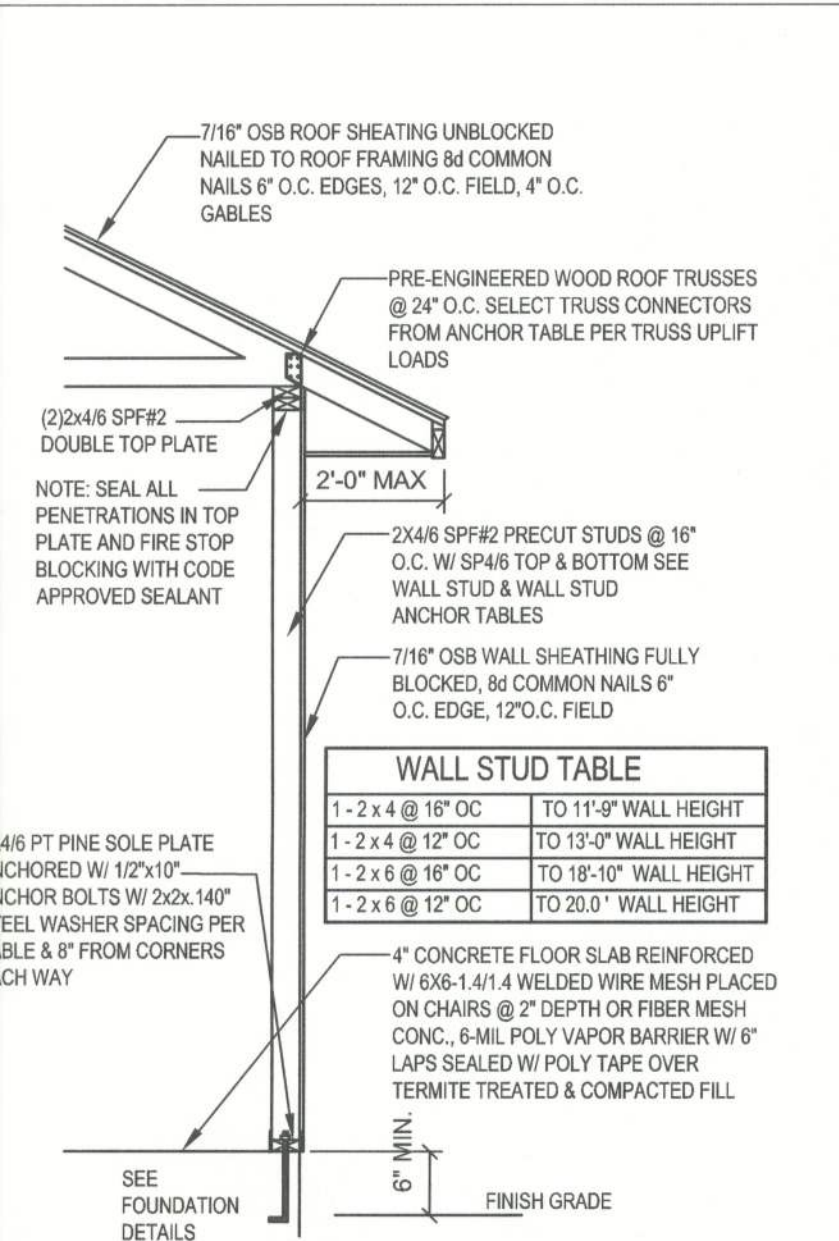 7/16" OSB ROOF SHEATING UNBLOCKED
NAILED TO ROOF FRAMING 8d COMMON
NAILS 6" O.C. EDGES, 12" O.C. FIELD, 4" O.C.
GABLES
PRE-ENGINEERED WOOD ROOF TRUSSES
@ 24" O.C. SELECT TRUSS CONNECTORS
FROM ANCHOR TABLE PER TRUSS UPLIFT
LOADS
(2)2x4/6 SPF#2
DOUBLE TOP PLATE
2'-0" MAX
NOTE: SEAL ALL
PENETRATIONS IN TOP
PLATE AND FIRE STOP
BLOCKING WITH CODE
APPROVED SEALANT
2X4/6 SPF#2 PRECUT STUDS @ 16"
O.C. W/ SP4/6 TOP & BOTTOM SEE
WALL STUD & WALL STUD
ANCHOR TABLES
7/16" OSB WALL SHEATHING FULLY
BLOCKED, 8d COMMON NAILS 6"
O.C. EDGE, 12"O.C. FIELD
WALL STUD TABLE
1 - 2 x 4 @ 16" OC TO 11'-9" WALL HEIGHT
1 - 2 x 4 @ 12" OC TO 13'-0" WALL HEIGHT
1 - 2 x 6 @ 16" OC TO 18'-10" WALL HEIGHT
1 - 2 x 6 @ 12" OC TO 20.0 ' WALL HEIGHT
4/6 PT PINE SOLE PLATE
NCHORED W/ 1/2"x10"
NCHOR BOLTS W/ 2x2x.140"
TEEL WASHER SPACING PER
ABLE & 8" FROM CORNERS
ACH WAY
4" CONCRETE FLOOR SLAB REINFORCED
W/ 6X6-1.4/1.4 WELDED WIRE MESH PLACED
ON CHAIRS @ 2" DEPTH OR FIBER MESH
CONC., 6-MIL POLY VAPOR BARRIER W/ 6"
LAPS SEALED W/ POLY TAPE OVER
TERMITE TREATED & COMPACTED FILL
6" MIN.
SEE
FOUNDATION
DETAILS
FINISH GRADE